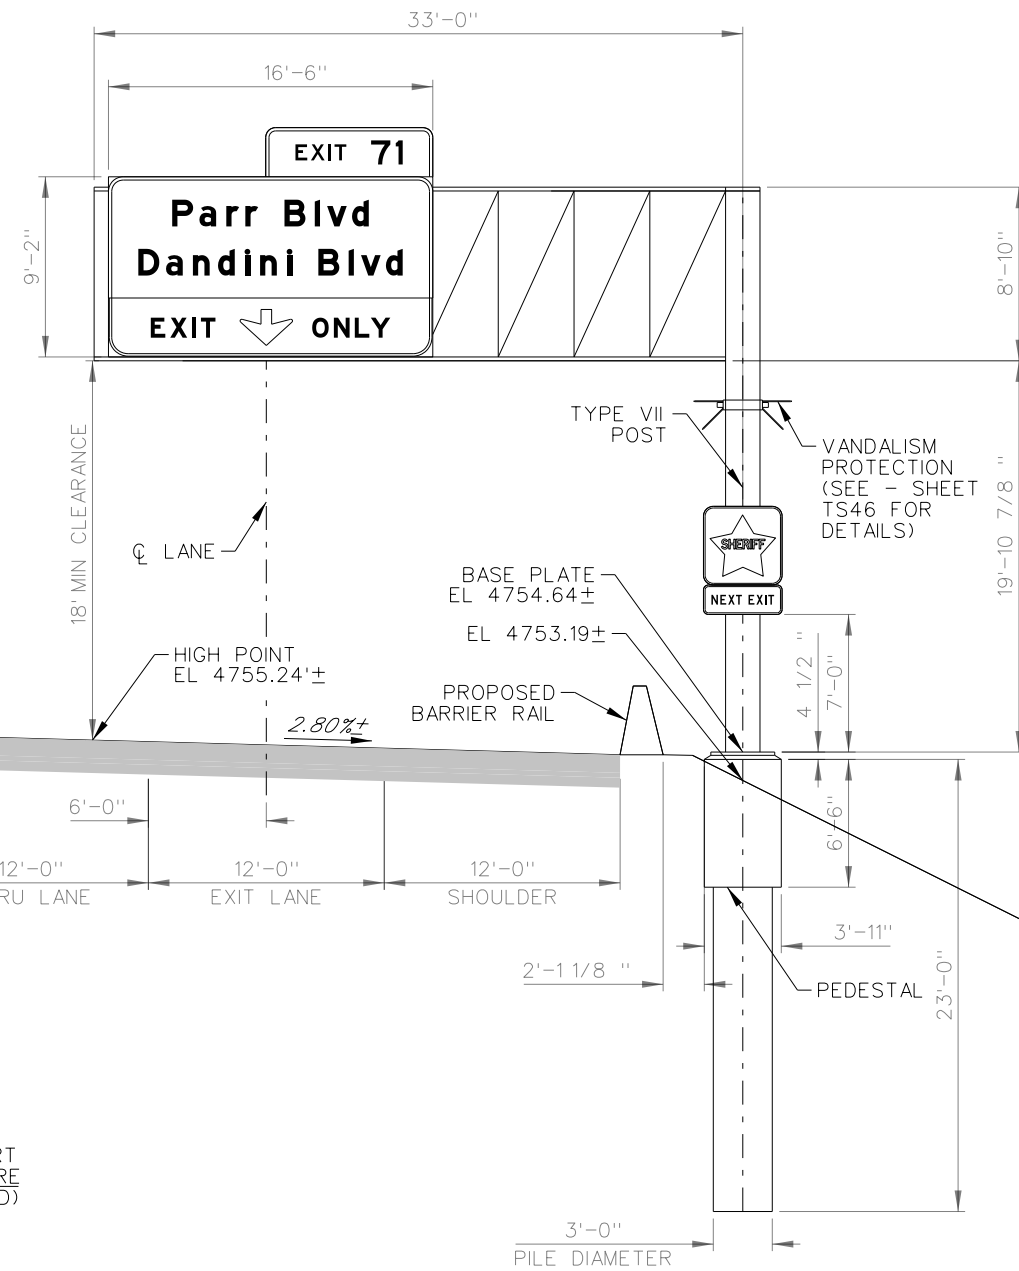 33'-0"
16'-6"
EXIT 71
Parr Blvd
Dandini Blvd
EXIT ONLY
9'-2"
8'-10"
TYPE VII
POST
VANDALISM
PROTECTION
(SEE - SHEET
TS46 FOR
DETAILS)
18' MIN CLEARANCE
19'-10 7/8 "
℄ LANE
SHERIFF
NEXT EXIT
BASE PLATE
EL 4754.64±
EL 4753.19±
HIGH POINT
EL 4755.24'±
2.80%±
PROPOSED
BARRIER RAIL
4 1/2 "
7'-0"
6'-0"
6'-6"
12'-0"
RU LANE
12'-0"
EXIT LANE
12'-0"
SHOULDER
3'-11"
2'-1 1/8 "
PEDESTAL
23'-0"
RT
RE
D)
3'-0"
PILE DIAMETER